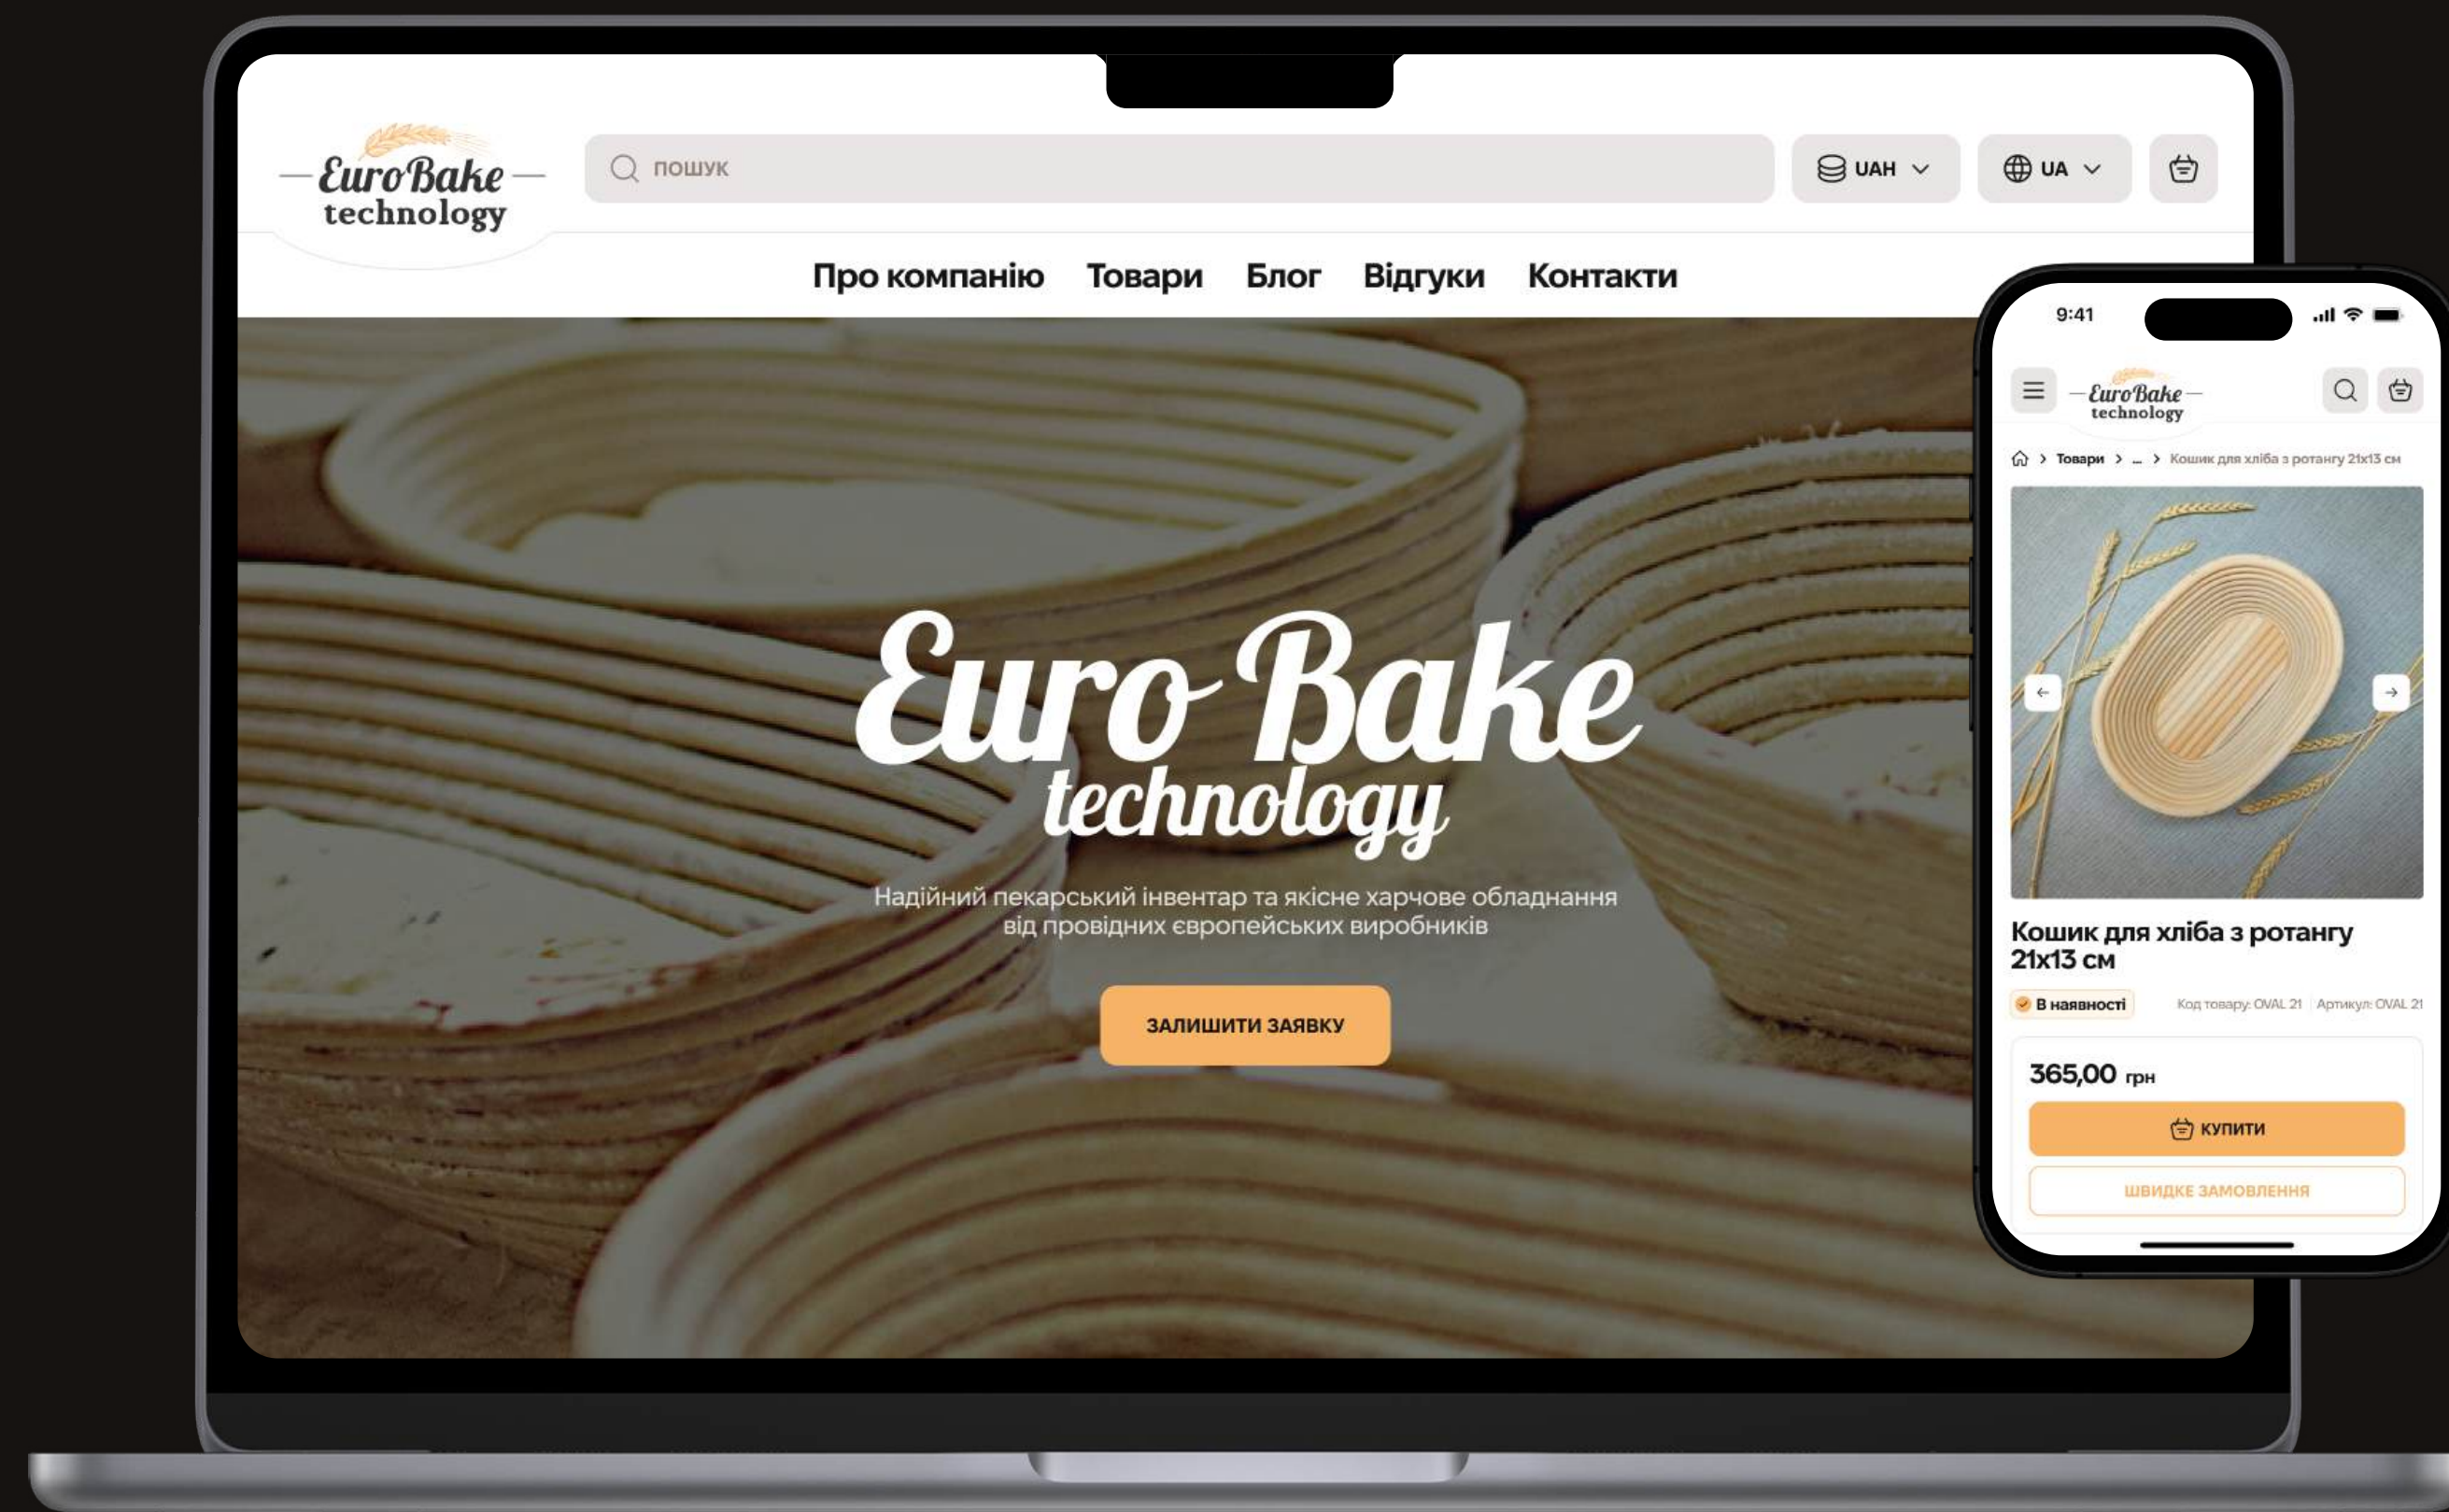 EuroBake
technology
ПОШУК
UAH
UA
Про компанію Товари Блог Відгуки Контакти
Euro Bake
technology
Надійний пекарський інвентар та якісне харчове обладнання
від провідних європейських виробників
ЗАЛИШИТИ ЗАЯВКУ
9:41
EuroBake
technology
Товари > ... > Кошик для хліба з ротангу 21х13 см
Кошик для хліба з ротангу
21х13 см
В наявності
Код товару: OVAL 21 | Артикул: OVAL 21
365,00 грн
КУПИТИ
ШВИДКЕ ЗАМОВЛЕННЯ